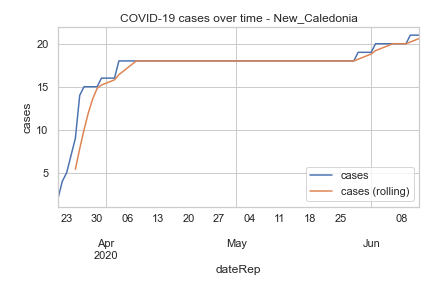 COVID-19 cases over time - New_Caledonia
cases
20
15
10
5
cases
cases (rolling)
23 30 06 13 20 27 04 11 18 25 08
Apr May Jun
2020
dateRep